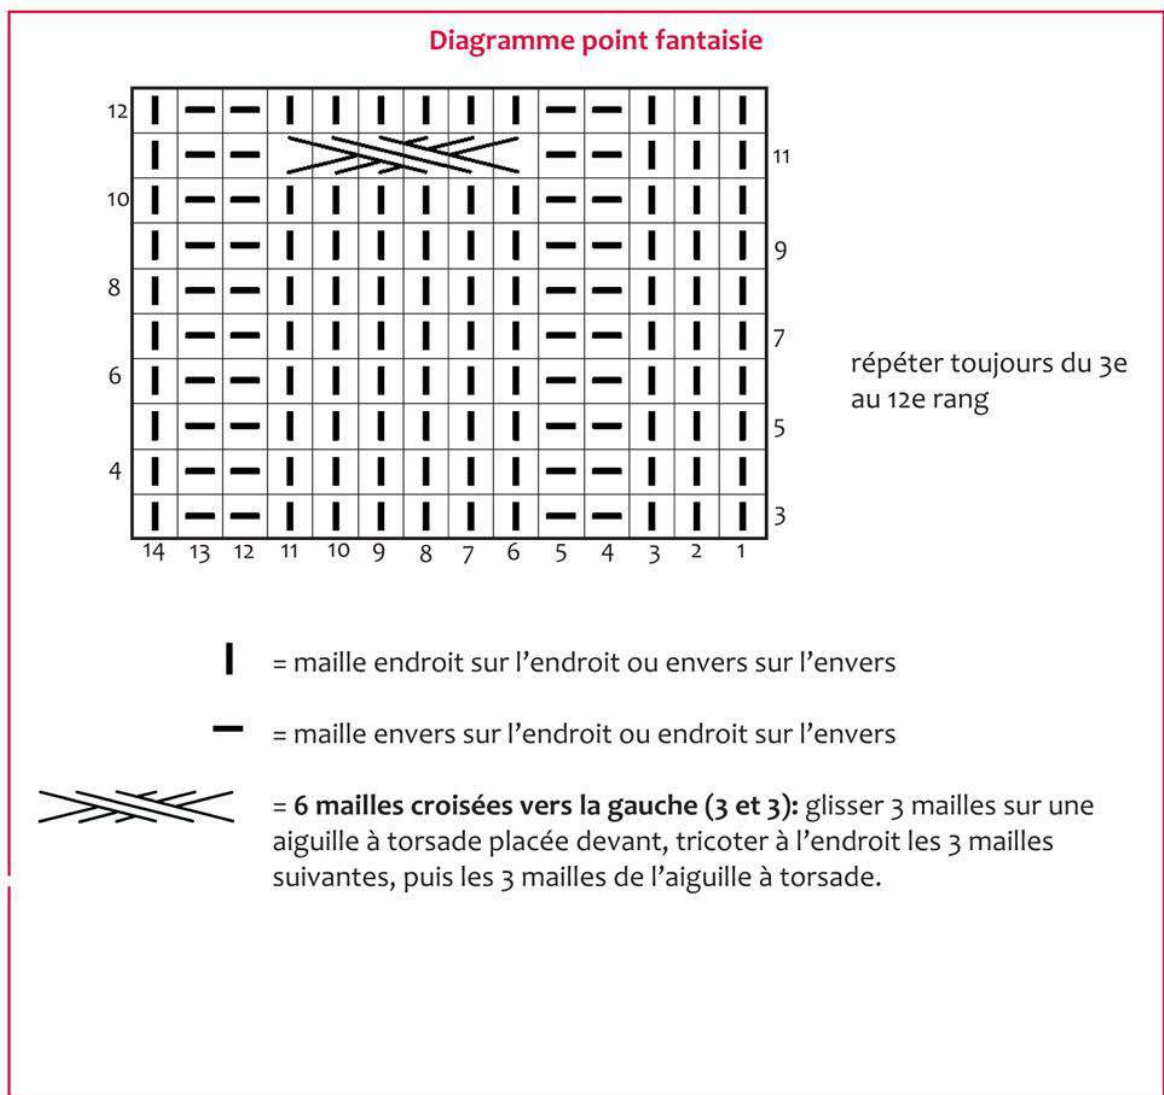 Diagramme point fantaisie
12
11
10
9
8
7
6
5
4
3
répéter toujours du 3e
au 12e rang
14 13 12 11 10 9 8 7 6 5 4 3 2 1
= maille endroit sur l’endroit ou envers sur l’envers
= maille envers sur l’endroit ou endroit sur l’envers
= 6 mailles croisées vers la gauche (3 et 3): glisser 3 mailles sur une
aiguille à torsade placée devant, tricoter à l’endroit les 3 mailles
suivantes, puis les 3 mailles de l’aiguille à torsade.